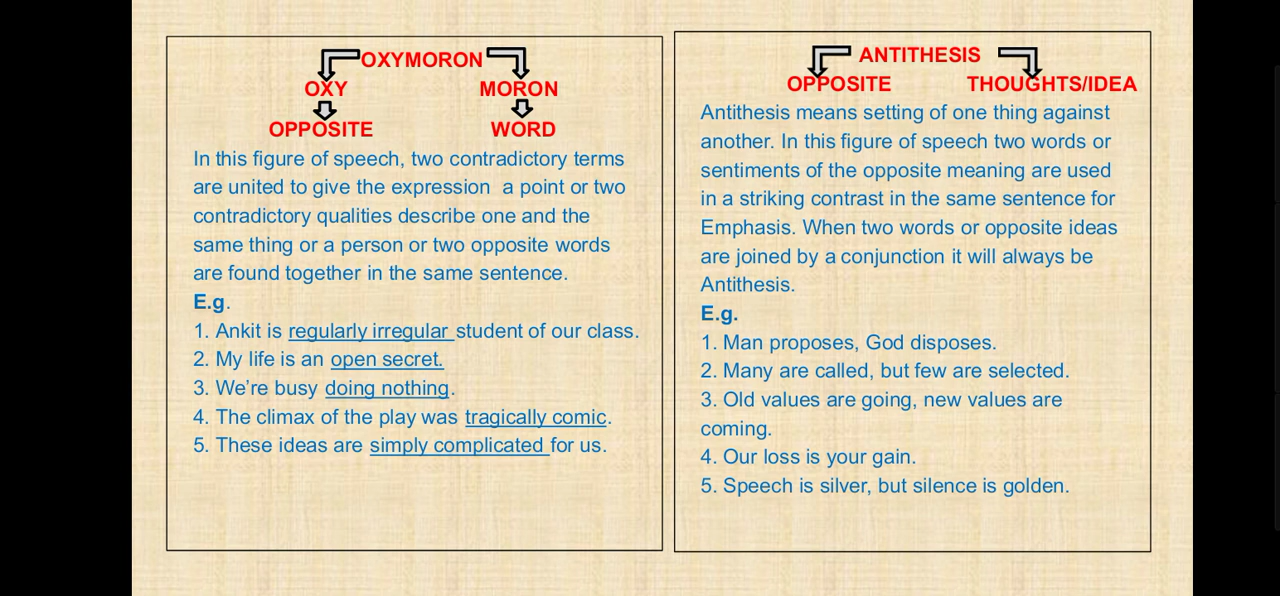 OXYMORON
OXY MORON
OPPOSITE WORD
In this figure of speech, two contradictory terms
are united to give the expression a point or two
contradictory qualities describe one and the
same thing or a person or two opposite words
are found together in the same sentence.
E.g.
1. Ankit is regularly irregular student of our class.
2. My life is an open secret.
3. We’re busy doing nothing.
4. The climax of the play was tragically comic.
5. These ideas are simply complicated for us.
ANTITHESIS
OPPOSITE THOUGHTS/IDEA
Antithesis means setting of one thing against
another. In this figure of speech two words or
sentiments of the opposite meaning are used
in a striking contrast in the same sentence for
Emphasis. When two words or opposite ideas
are joined by a conjunction it will always be
Antithesis.
E.g.
1. Man proposes, God disposes.
2. Many are called, but few are selected.
3. Old values are going, new values are
coming.
4. Our loss is your gain.
5. Speech is silver, but silence is golden.